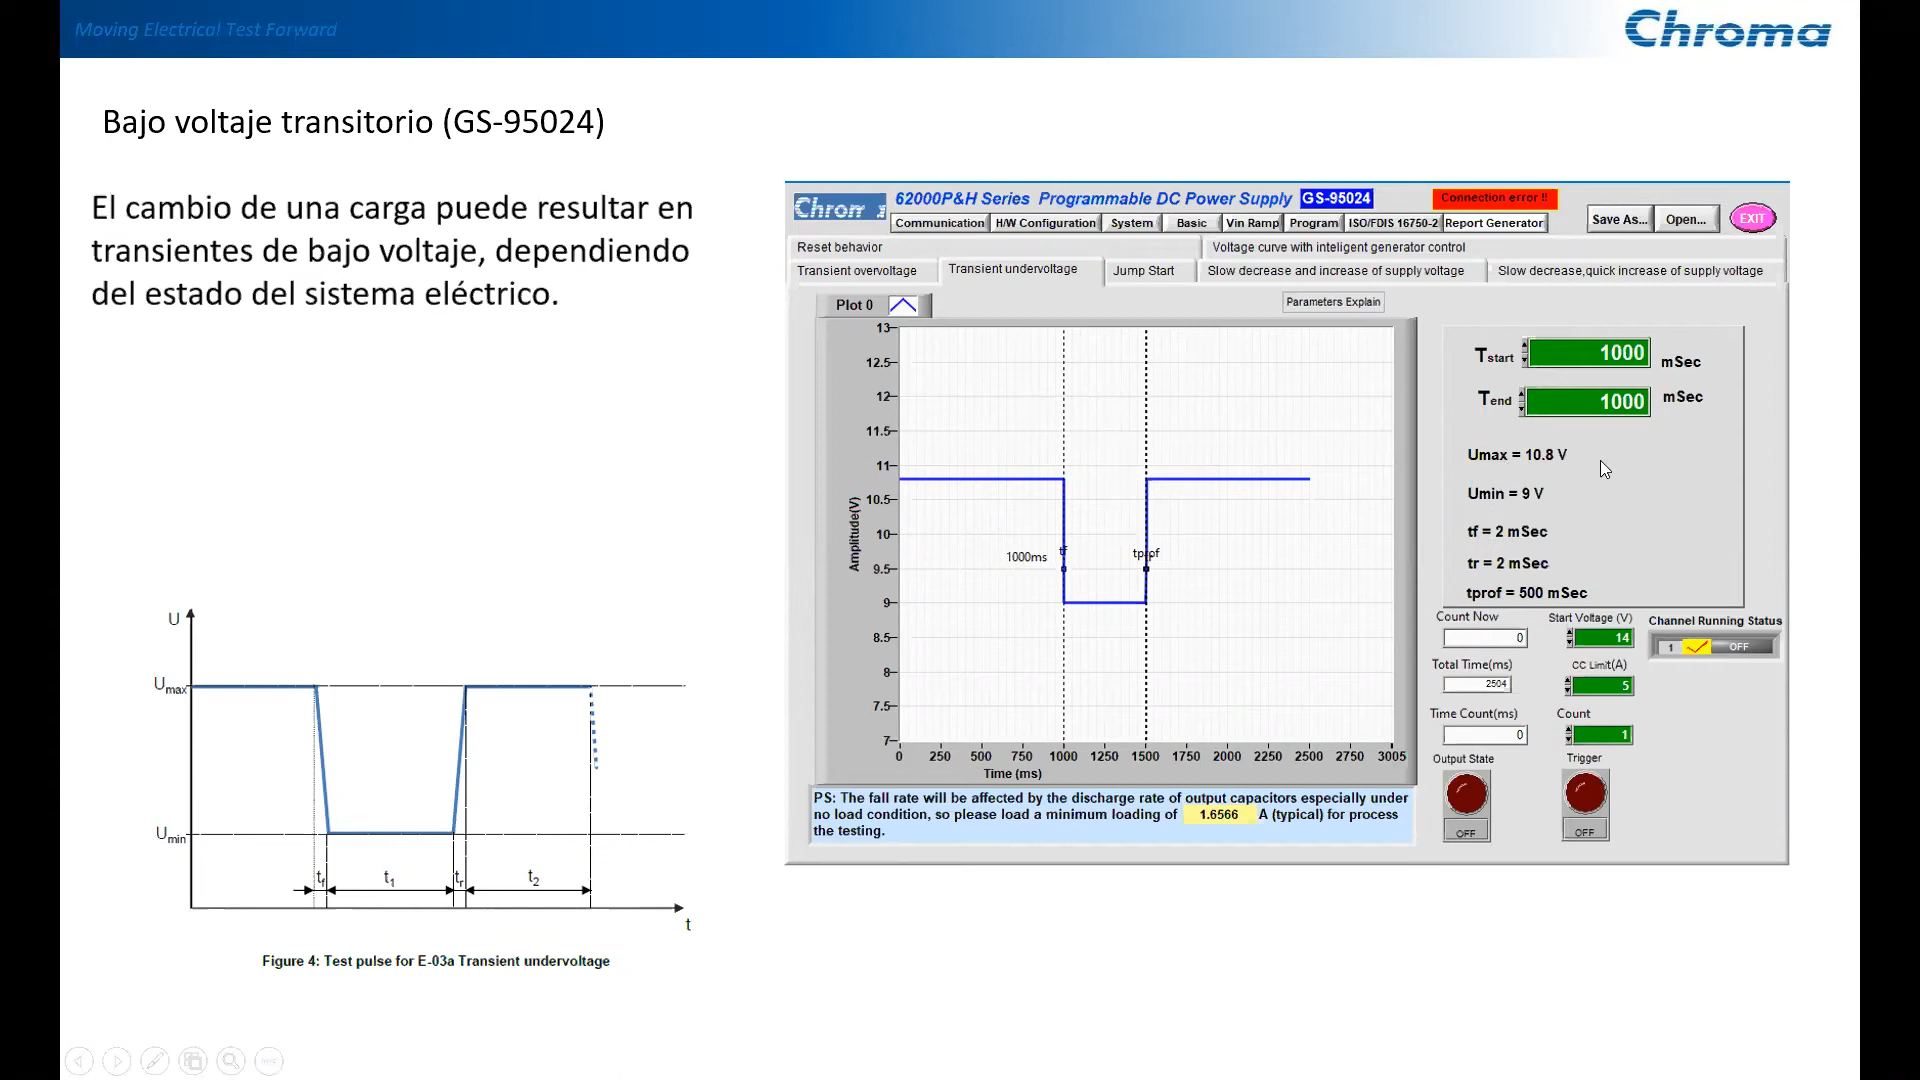 Moving Electrical Test Forward
Chroma
Bajo voltaje transitorio (GS-95024)
El cambio de una carga puede resultar en
transientes de bajo voltaje, dependiendo
del estado del sistema eléctrico.
U
Umax
Umin
tf
t1
tr
t2
t
Figure 4: Test pulse for E-03a Transient undervoltage
Chrom
62000P&H Series Programmable DC Power Supply GS-95024
Connection error !!
Communication H/W Configuration System Basic Vin Ramp Program ISO/FDIS 16750-2 Report Generator
Save As... Open... EXIT
Reset behavior Voltage curve with inteligent generator control
Transient overvoltage Transient undervoltage Jump Start Slow decrease and increase of supply voltage Slow decrease,quick increase of supply voltage
Plot 0
Parameters Explain
13
12.5
12
11.5
11
10.5
10
9.5
9
8.5
8
7.5
7
Amplitude(V)
1000ms
tf
tprof
0 250 500 750 1000 1250 1500 1750 2000 2250 2500 2750 3005
Time (ms)
PS: The fall rate will be affected by the discharge rate of output capacitors especially under
no load condition, so please load a minimum loading of 1.6566 A (typical) for process
the testing.
Tstart 1000 mSec
Tend 1000 mSec
Umax = 10.8 V
Umin = 9 V
tf = 2 mSec
tr = 2 mSec
tprof = 500 mSec
Count Now
0
Start Voltage (V)
14
Channel Running Status
1 OFF
Total Time(ms)
2504
CC Limit(A)
5
Time Count(ms)
0
Count
1
Output State
OFF
Trigger
OFF